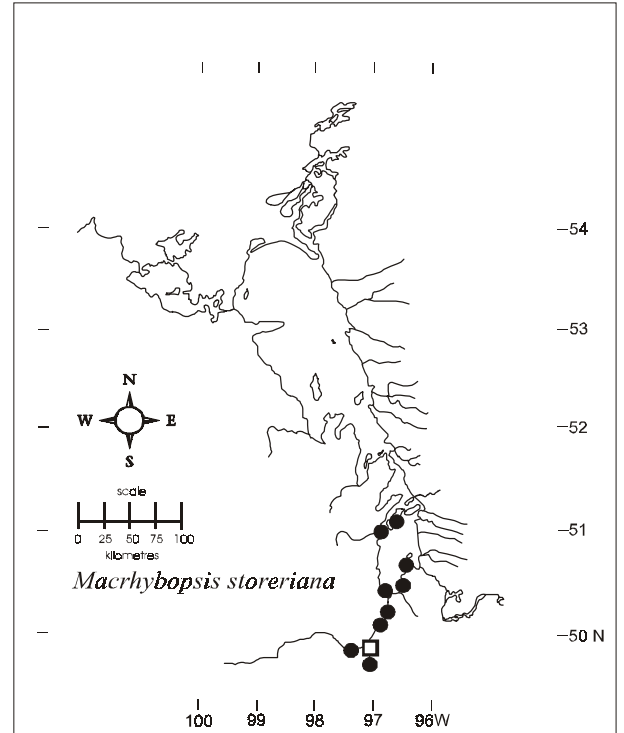 54
53
N
W E
S
52
scale
0 25 50 75 100
kilometres
51
Macrhybopsis storeriana
50 N
100 99 98 97 96W